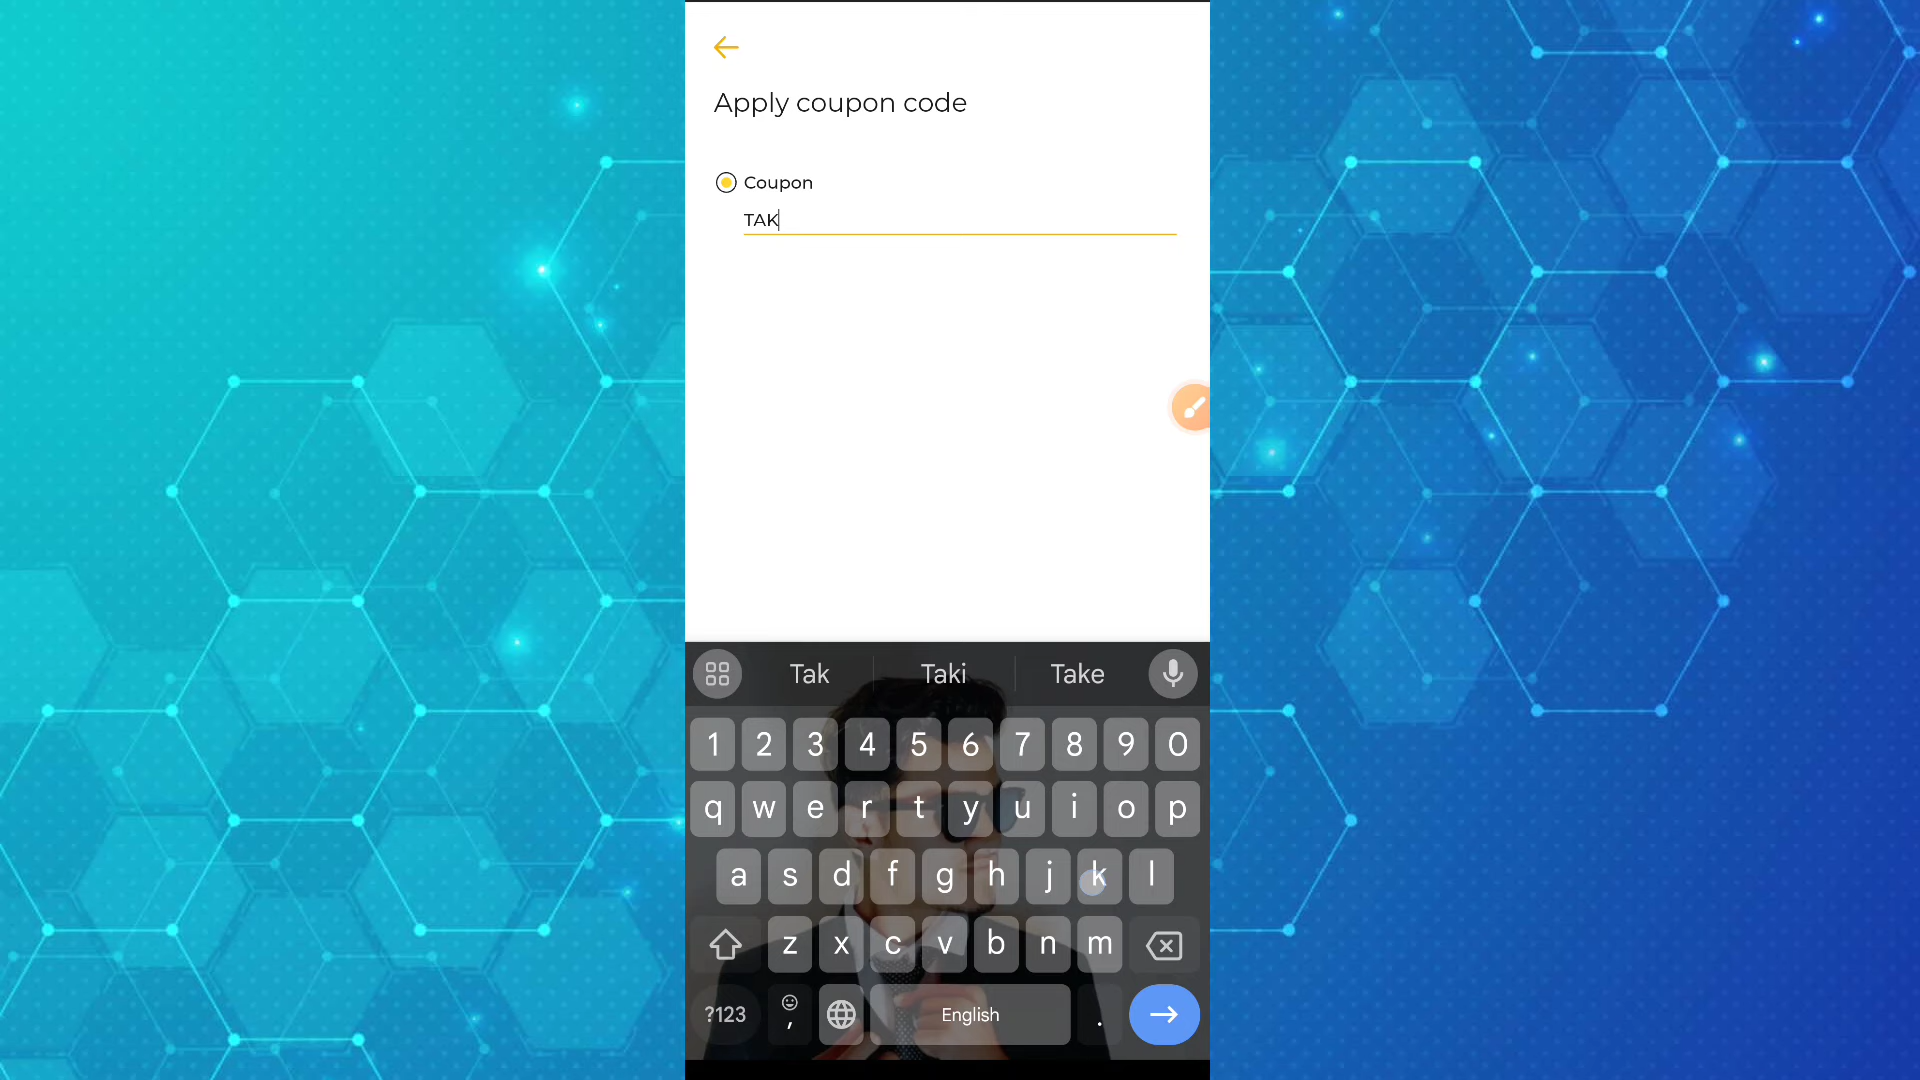 Apply coupon code
Coupon
TAK
Tak Taki Take
1 2 3 4 5 6 7 8 9 0
q w e r t y u i o p
a s d f g h j k l
z x c v b n m
?123 , English .